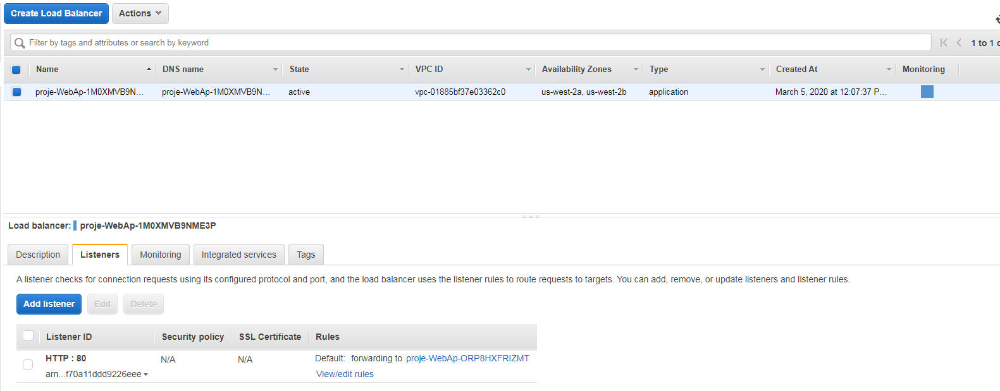 Create Load Balancer Actions
Filter by tags and attributes or search by keyword
1 to 1
Name DNS name State VPC ID Availability Zones Type Created At Monitoring
proje-WebAp-1M0XMVB9N... proje-WebAp-1M0XMVB9N... active vpc-01885bf37e03362c0 us-west-2a, us-west-2b application March 5, 2020 at 12:07:37 P...
Load balancer: proje-WebAp-1M0XMVB9NME3P
Description Listeners Monitoring Integrated services Tags
A listener checks for connection requests using its configured protocol and port, and the load balancer uses the listener rules to route requests to targets. You can add, remove, or update listeners and listener rules.
Add listener Edit Delete
Listener ID Security policy SSL Certificate Rules
HTTP : 80 N/A N/A Default: forwarding to proje-WebAp-ORP8HXFRIZMT
arn...f70a11ddd9226eee View/edit rules